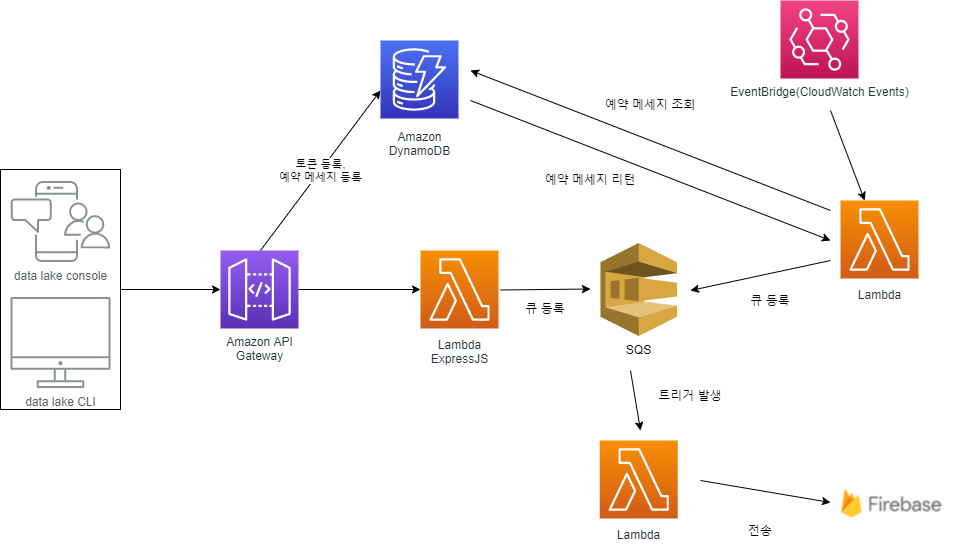 EventBridge(CloudWatch Events)
예약 메세지 조회
Amazon
DynamoDB
토큰 등록,
예약 메세지 등록
예약 메세지 리턴
data lake console
data lake CLI
Amazon API
Gateway
Lambda
ExpressJS
큐 등록
SQS
큐 등록
Lambda
트리거 발생
Lambda
전송
Firebase